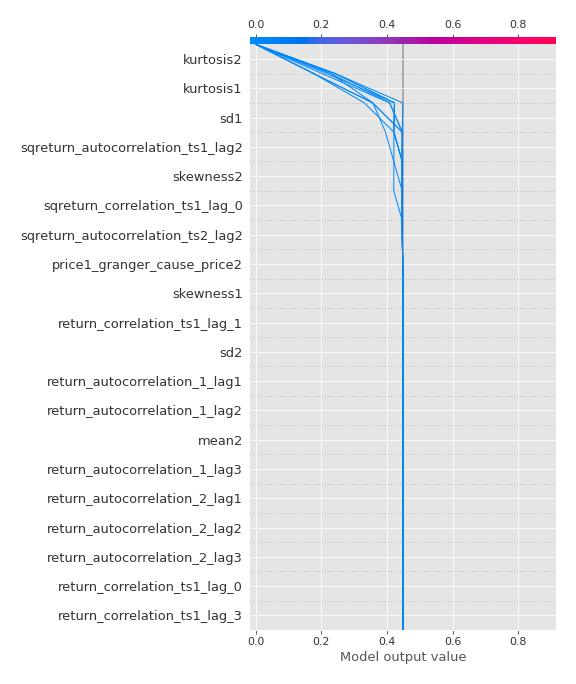 0.0 0.2 0.4 0.6 0.8
kurtosis2
kurtosis1
sd1
sqreturn_autocorrelation_ts1_lag2
skewness2
sqreturn_correlation_ts1_lag_0
sqreturn_autocorrelation_ts2_lag2
price1_granger_cause_price2
skewness1
return_correlation_ts1_lag_1
sd2
return_autocorrelation_1_lag1
return_autocorrelation_1_lag2
mean2
return_autocorrelation_1_lag3
return_autocorrelation_2_lag1
return_autocorrelation_2_lag2
return_autocorrelation_2_lag3
return_correlation_ts1_lag_0
return_correlation_ts1_lag_3
0.0 0.2 0.4 0.6 0.8
Model output value